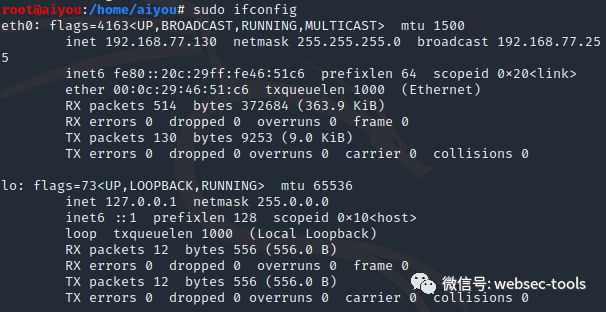 root@aiyou:/home/aiyou# sudo ifconfig
eth0: flags=4163<UP,BROADCAST,RUNNING,MULTICAST>  mtu 1500
        inet 192.168.77.130  netmask 255.255.255.0  broadcast 192.168.77.25
5
        inet6 fe80::20c:29ff:fe46:51c6  prefixlen 64  scopeid 0×20<link>
        ether 00:0c:29:46:51:c6  txqueuelen 1000  (Ethernet)
        RX packets 514  bytes 372684 (363.9 KiB)
        RX errors 0  dropped 0  overruns 0  frame 0
        TX packets 130  bytes 9253 (9.0 KiB)
        TX errors 0  dropped 0 overruns 0  carrier 0  collisions 0
lo: flags=73<UP,LOOPBACK,RUNNING>  mtu 65536
        inet 127.0.0.1  netmask 255.0.0.0
        inet6 ::1  prefixlen 128  scopeid 0×10<host>
        loop  txqueuelen 1000  (Local Loopback)
        RX packets 12  bytes 556 (556.0 B)
        RX errors 0  dropped 0  overruns 0  frame 0
        TX packets 12  bytes 556 (556.0 B)
        TX errors 0  dropped 0 overruns 0  carrier 0  collisions 0
微信号: websec-tools